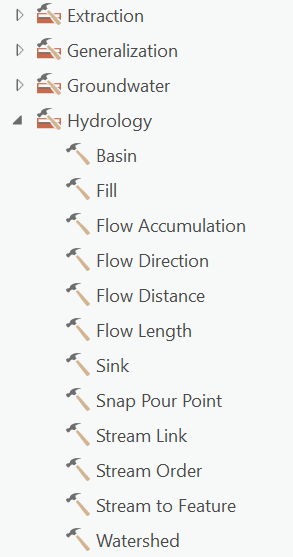 Extraction
Generalization
Groundwater
Hydrology
Basin
Fill
Flow Accumulation
Flow Direction
Flow Distance
Flow Length
Sink
Snap Pour Point
Stream Link
Stream Order
Stream to Feature
Watershed